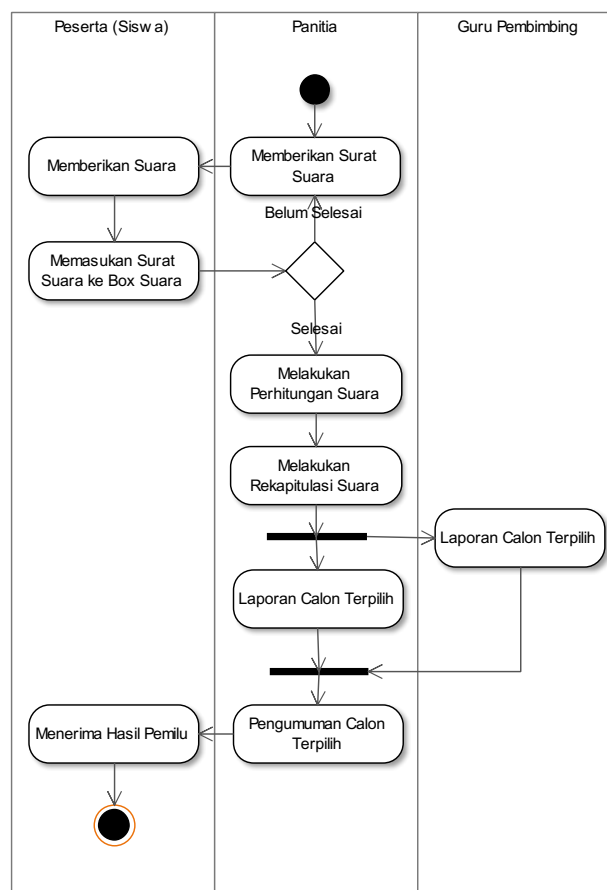 Peserta (Siswa)
Panitia
Guru Pembimbing
Memberikan Suara
Memberikan Surat
Suara
Belum Selesai
Memasukan Surat
Suara ke Box Suara
Selesai
Melakukan
Perhitungan Suara
Melakukan
Rekapitulasi Suara
Laporan Calon Terpilih
Laporan Calon Terpilih
Pengumuman Calon
Terpilih
Menerima Hasil Pemilu